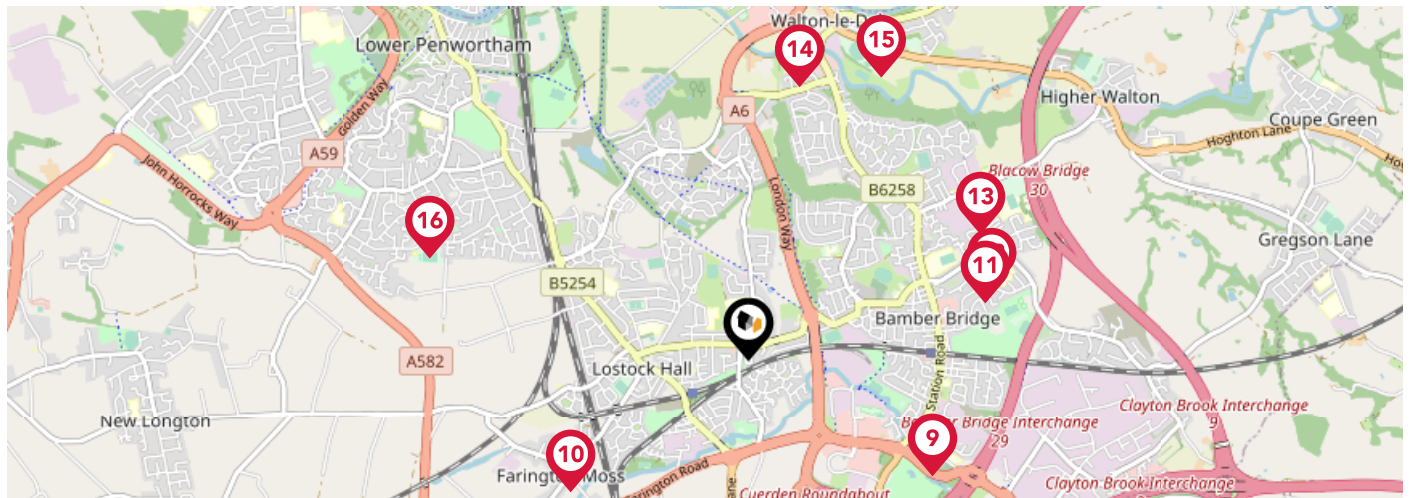 Walton-le-D
14
15
Lower Penwortham
Golden Way
A6
Higher Walton
Coupe Green
Hoghton Lane
A59
John Horrocks Way
Blacow Bridge
30
B6258
London Way
13
16
11
Gregson Lane
B5254
Bamber Bridge
A582
Lostock Hall
Station Road
New Longton
Clayton Brook Interchange
9
Bridge Interchange
29
9
10
Farington Moss
Farington Road
Cuerden Roundabout
Clayton Brook Interchange